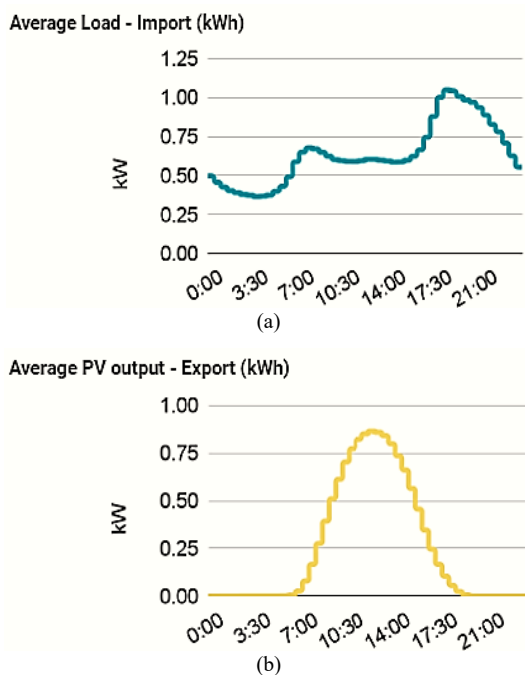 Average Load - Import (kWh)
1.25
1.00
0.75
0.50
0.25
0.00
kW
0:00 3:30 7:00 10:30 14:00 17:30 21:00
(a)
Average PV output - Export (kWh)
1.00
0.75
0.50
0.25
0.00
kW
0:00 3:30 7:00 10:30 14:00 17:30 21:00
(b)